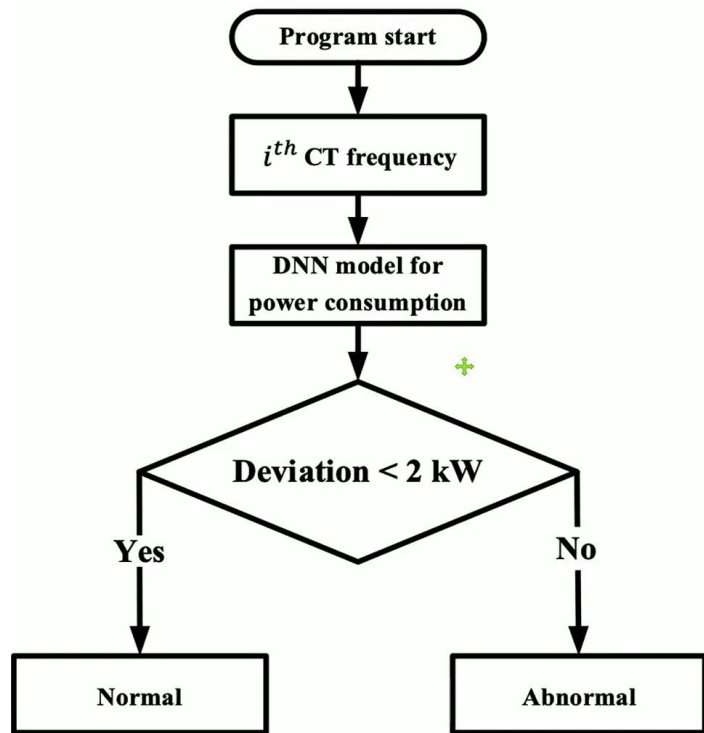 Program start
i^{th} CT frequency
DNN model for
power consumption
Deviation < 2 kW
Yes
No
Normal
Abnormal